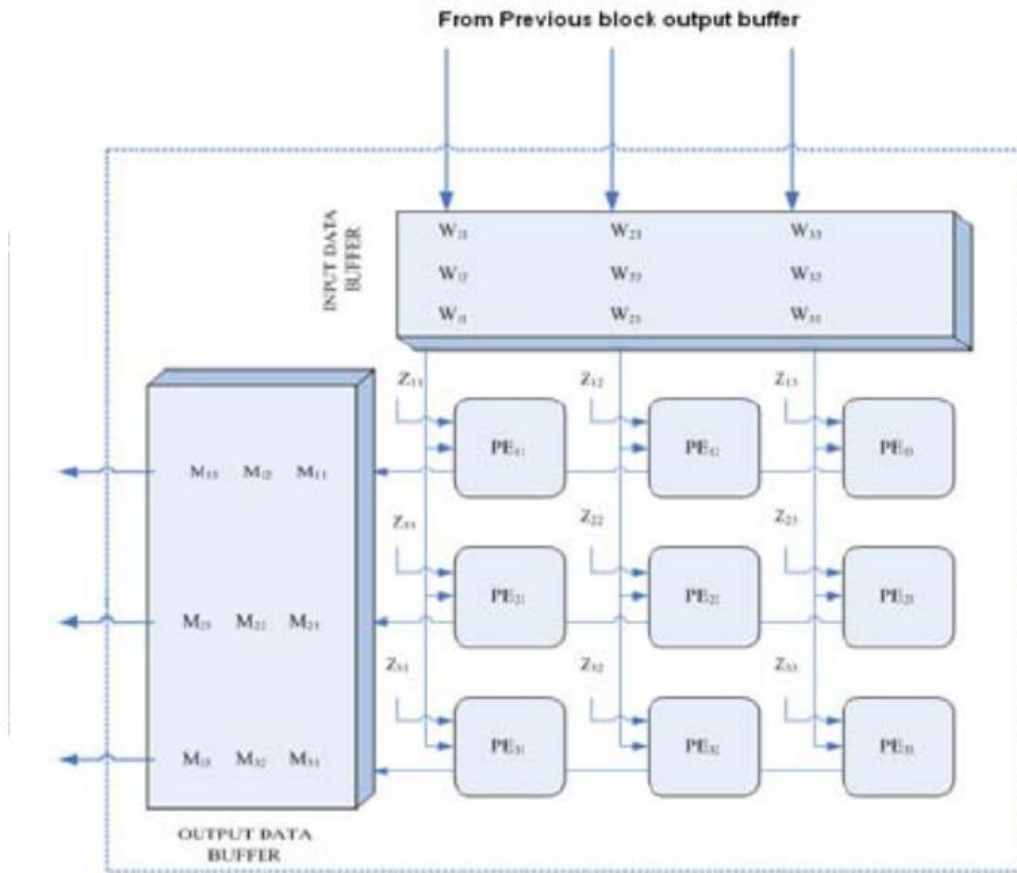 From Previous block output buffer
INPUT DATA
BUFFER
W₁₃ W₂₃ W₃₃
W₁₂ W₂₂ W₃₂
W₁₁ W₂₁ W₃₁
Z₁₁ Z₁₂ Z₁₃
PE₁₁ PE₁₂ PE₁₃
M₁₃ M₁₂ M₁₁
Z₂₁ Z₂₂ Z₂₃
PE₂₁ PE₂₂ PE₂₃
M₂₃ M₂₂ M₂₁
Z₃₁ Z₃₂ Z₃₃
PE₃₁ PE₃₂ PE₃₃
M₃₂ M₃₁
OUTPUT DATA
BUFFER